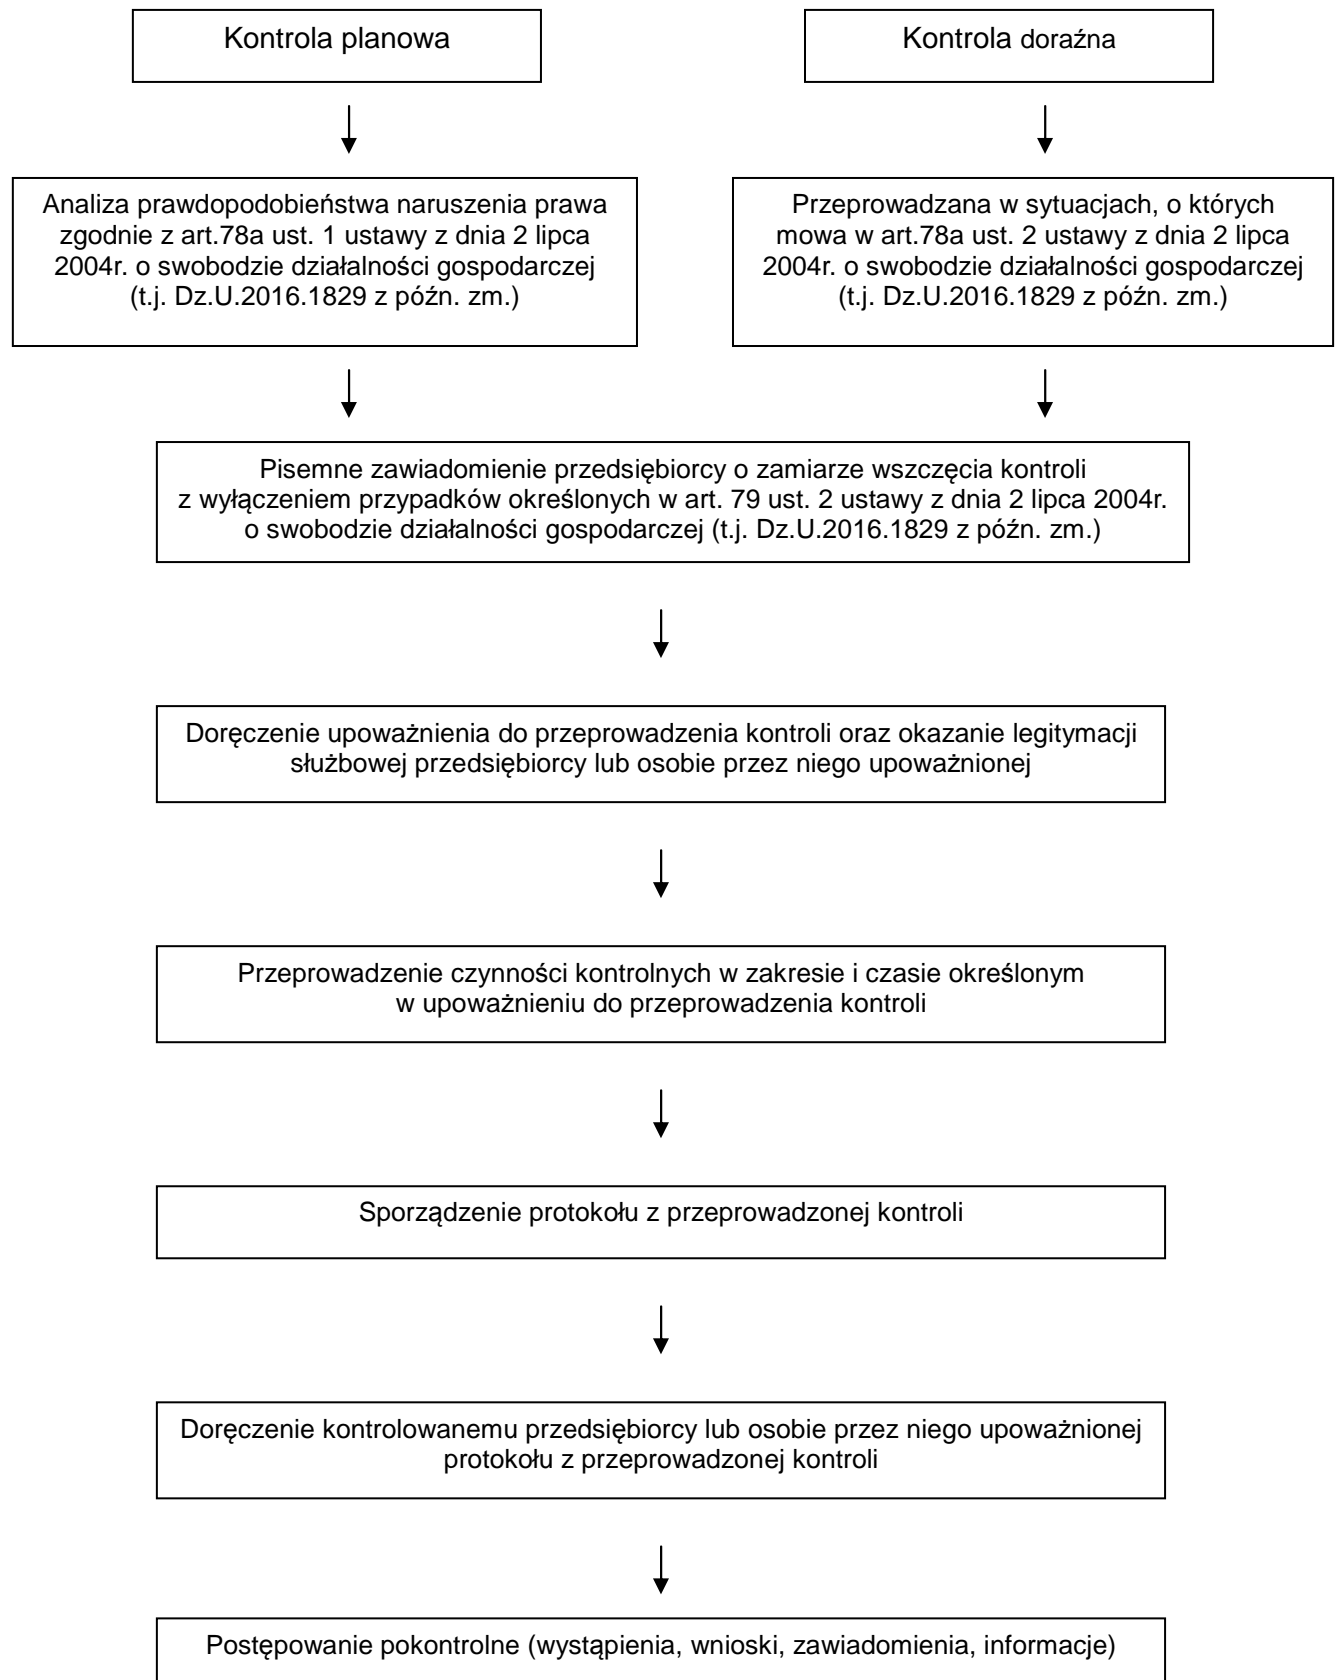 Kontrola planowa
Kontrola doraźna
Analiza prawdopodobieństwa naruszenia prawa
zgodnie z art.78a ust. 1 ustawy z dnia 2 lipca
2004r. o swobodzie działalności gospodarczej
(t.j. Dz.U.2016.1829 z późn. zm.)
Przeprowadzana w sytuacjach, o których
mowa w art.78a ust. 2 ustawy z dnia 2 lipca
2004r. o swobodzie działalności gospodarczej
(t.j. Dz.U.2016.1829 z późn. zm.)
Pisemne zawiadomienie przedsiębiorcy o zamiarze wszczęcia kontroli
z wyłączeniem przypadków określonych w art. 79 ust. 2 ustawy z dnia 2 lipca 2004r.
o swobodzie działalności gospodarczej (t.j. Dz.U.2016.1829 z późn. zm.)
Doręczenie upoważnienia do przeprowadzenia kontroli oraz okazanie legitymacji
służbowej przedsiębiorcy lub osobie przez niego upoważnionej
Przeprowadzenie czynności kontrolnych w zakresie i czasie określonym
w upoważnieniu do przeprowadzenia kontroli
Sporządzenie protokołu z przeprowadzonej kontroli
Doręczenie kontrolowanemu przedsiębiorcy lub osobie przez niego upoważnionej
protokołu z przeprowadzonej kontroli
Postępowanie pokontrolne (wystąpienia, wnioski, zawiadomienia, informacje)